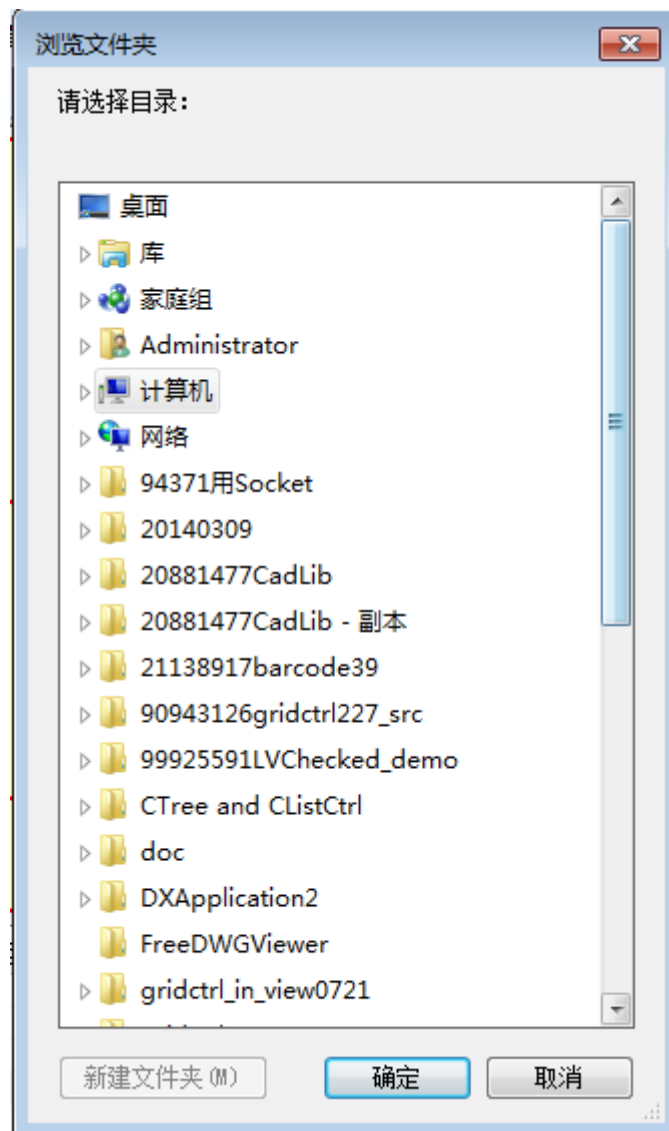 浏览文件夹
请选择目录:
桌面
库
家庭组
Administrator
计算机
网络
94371用Socket
20140309
20881477CadLib
20881477CadLib - 副本
21138917barcode39
90943126gridctrl227_src
99925591LVChecked_demo
CTree and CListCtrl
doc
DXApplication2
FreeDWGViewer
gridctrl_in_view0721
新建文件夹(M) 确定 取消